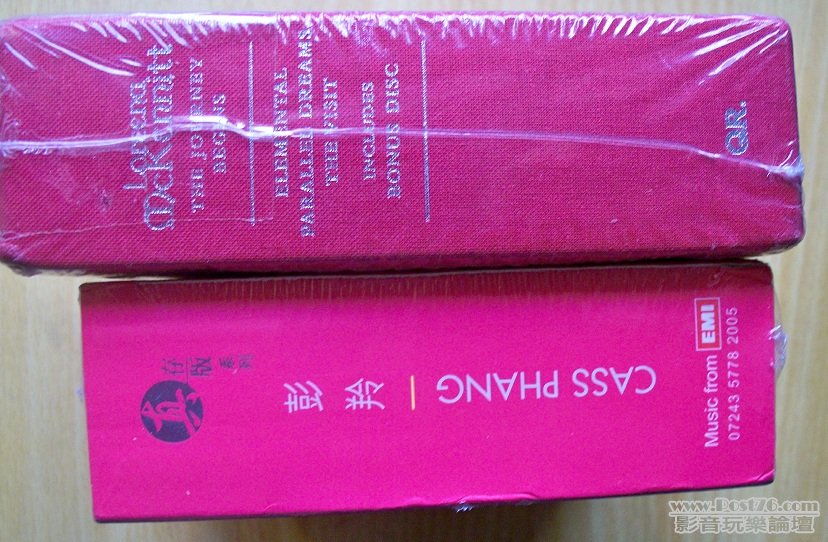 Loreena
McKennitt
THE JOURNEY
BEGINS
ELEMENTAL
PARALLEL DREAMS
THE VISIT
INCLUDES
BONUS DISC
QR.
存
版
系列
彭羚
CASS PHANG
Music from EMI
07243 5778 2005
www.Post76.com
影音玩樂論壇